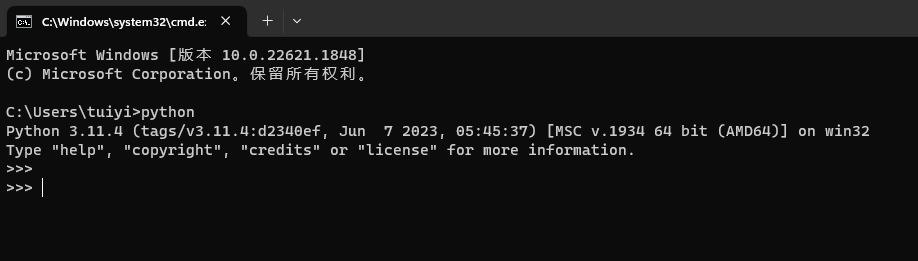 C:\Windows\system32\cmd.e
Microsoft Windows [版本 10.0.22621.1848]
(c) Microsoft Corporation。保留所有权利。
C:\Users\tuiyi>python
Python 3.11.4 (tags/v3.11.4:d2340ef, Jun  7 2023, 05:45:37) [MSC v.1934 64 bit (AMD64)] on win32
Type "help", "copyright", "credits" or "license" for more information.
>>>
>>>